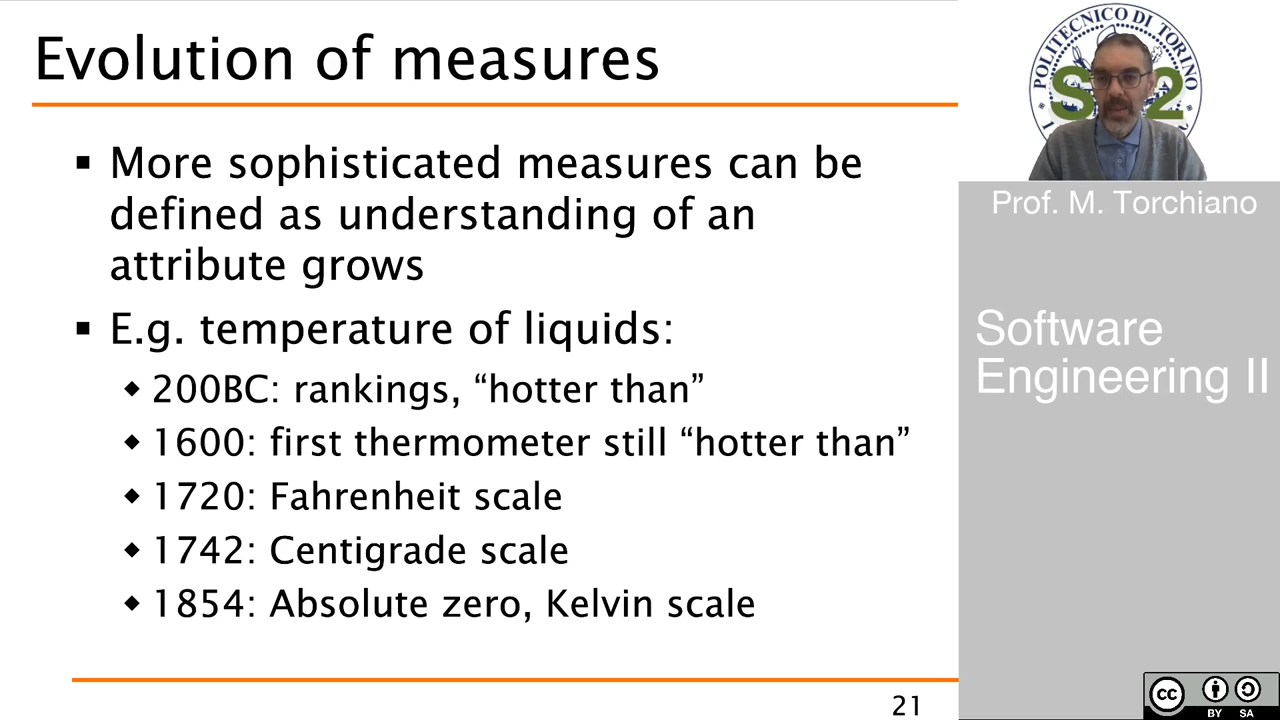 Evolution of measures
▪ More sophisticated measures can be
defined as understanding of an
attribute grows
▪ E.g. temperature of liquids:
◆ 200BC: rankings, “hotter than”
◆ 1600: first thermometer still “hotter than”
◆ 1720: Fahrenheit scale
◆ 1742: Centigrade scale
◆ 1854: Absolute zero, Kelvin scale
21
POLITECNICO DI TORINO
S 2
Prof. M. Torchiano
Software
Engineering II
cc
BY SA